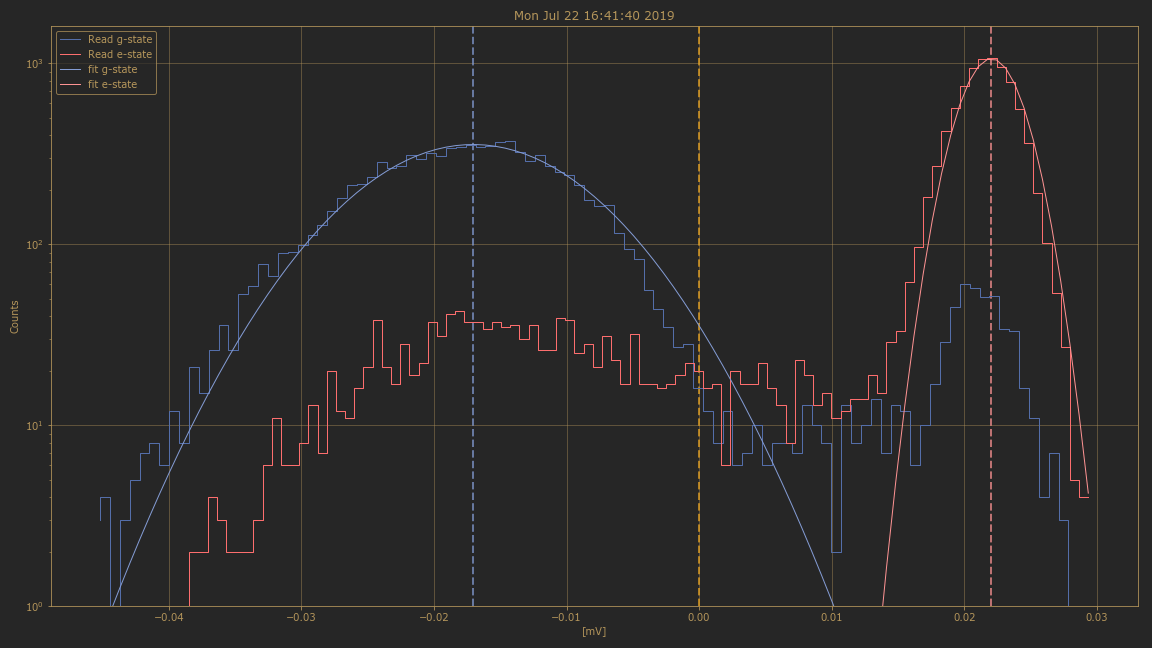 Mon Jul 22 16:41:40 2019
Read g-state
Read e-state
fit g-state
fit e-state
Counts
10³
10²
10¹
10⁰
−0.04 −0.03 −0.02 −0.01 0.00 0.01 0.02 0.03
[mV]